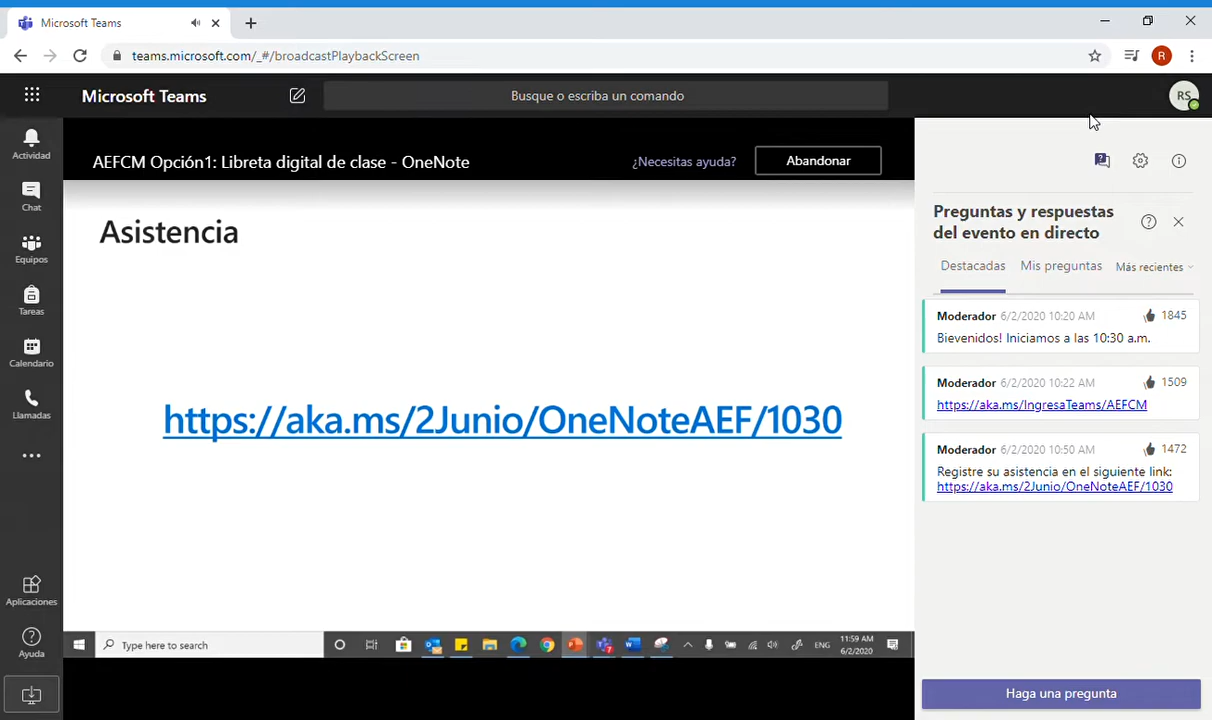 Microsoft Teams
teams.microsoft.com/_#/broadcastPlaybackScreen
R
Microsoft Teams
Busque o escriba un comando
RS
Actividad
Chat
Equipos
Tareas
Calendario
Llamadas
Aplicaciones
Ayuda
AEFCM Opción1: Libreta digital de clase - OneNote
¿Necesitas ayuda?
Abandonar
Asistencia
https://aka.ms/2Junio/OneNoteAEF/1030
Type here to search
ENG
11:59 AM
6/2/2020
Preguntas y respuestas
del evento en directo
Destacadas
Mis preguntas
Más recientes
Moderador 6/2/2020 10:20 AM 1845
Bievenidos! Iniciamos a las 10:30 a.m.
Moderador 6/2/2020 10:22 AM 1509
https://aka.ms/IngresaTeams/AEFCM
Moderador 6/2/2020 10:50 AM 1472
Registre su asistencia en el siguiente link:
https://aka.ms/2Junio/OneNoteAEF/1030
Haga una pregunta